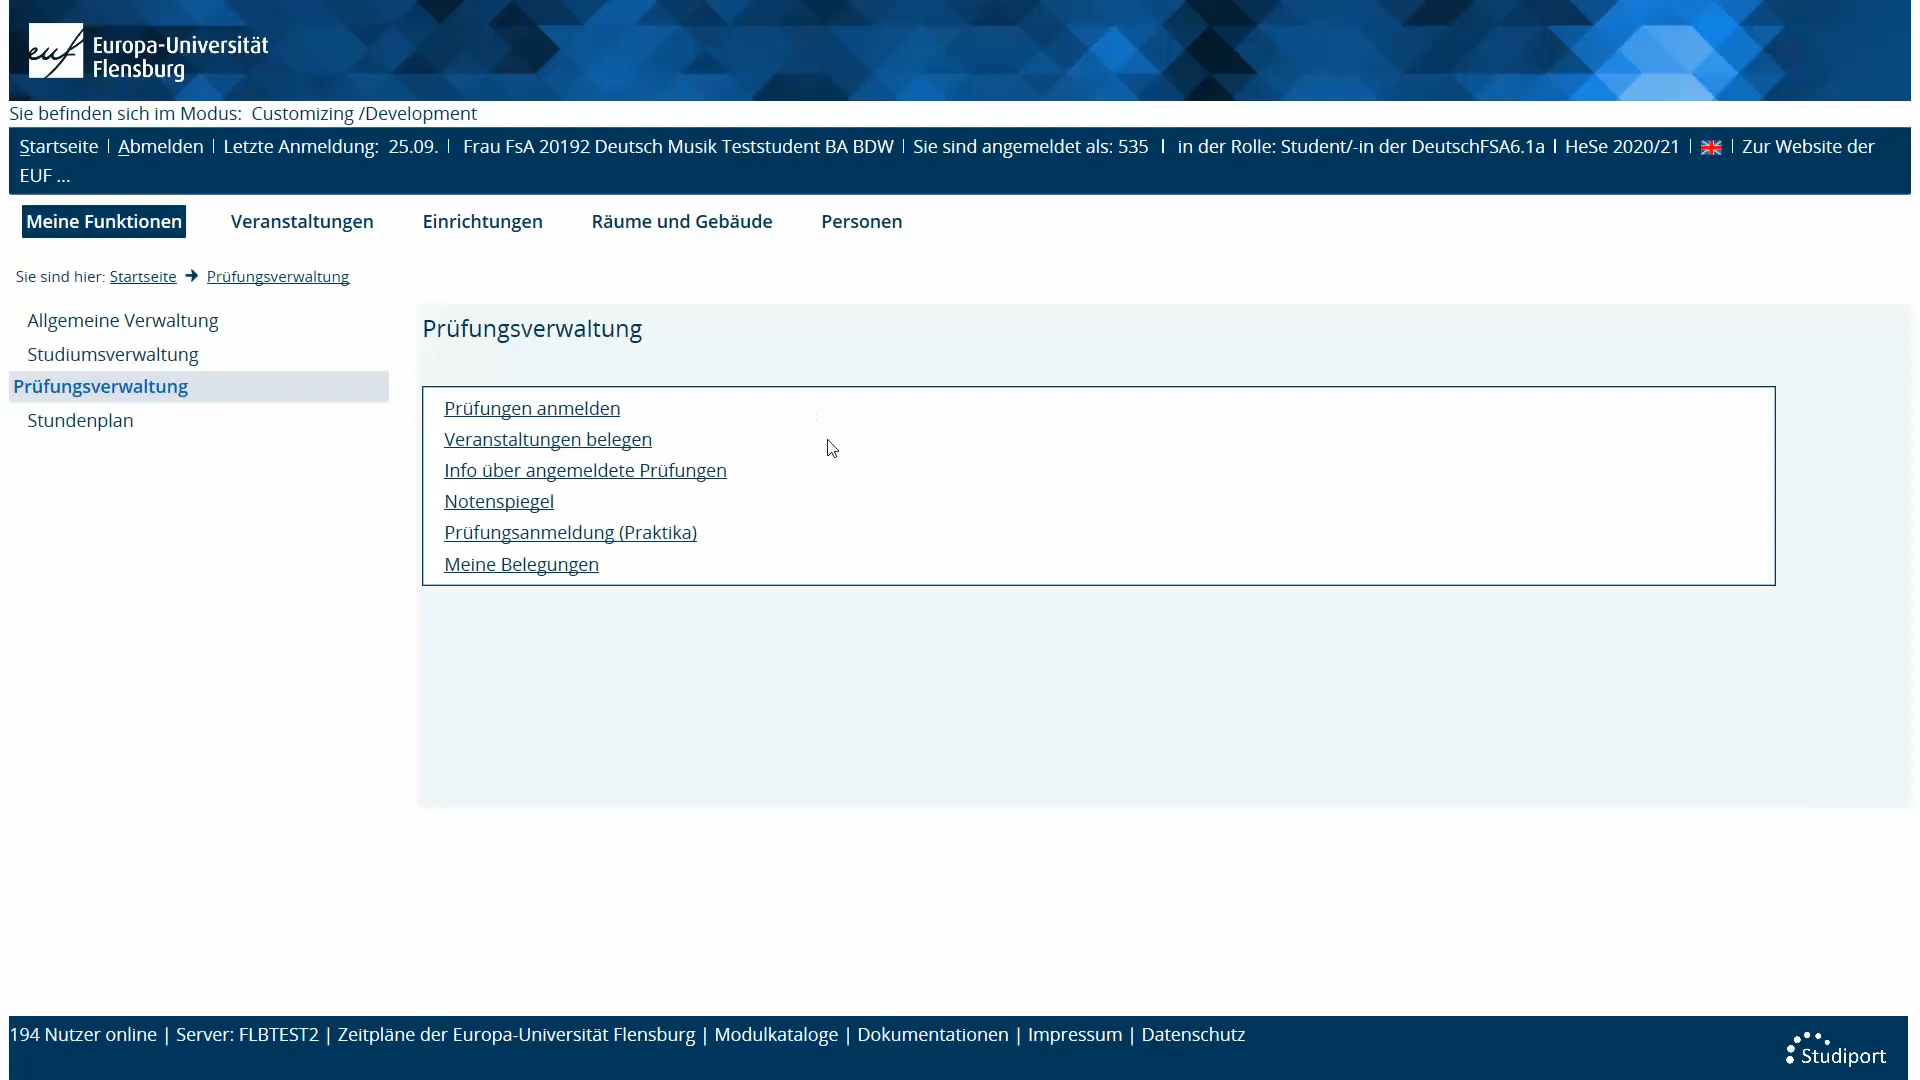 euf Europa-Universität
Flensburg
Sie befinden sich im Modus: Customizing /Development
Startseite | Abmelden | Letzte Anmeldung: 25.09. | Frau FsA 20192 Deutsch Musik Teststudent BA BDW | Sie sind angemeldet als: 535 | in der Rolle: Student/-in der DeutschFSA6.1a | HeSe 2020/21 | | Zur Website der
EUF ...
Meine Funktionen Veranstaltungen Einrichtungen Räume und Gebäude Personen
Sie sind hier: Startseite → Prüfungsverwaltung
Allgemeine Verwaltung
Studiumsverwaltung
Prüfungsverwaltung
Stundenplan
Prüfungsverwaltung
Prüfungen anmelden
Veranstaltungen belegen
Info über angemeldete Prüfungen
Notenspiegel
Prüfungsanmeldung (Praktika)
Meine Belegungen
194 Nutzer online | Server: FLBTEST2 | Zeitpläne der Europa-Universität Flensburg | Modulkataloge | Dokumentationen | Impressum | Datenschutz
Studiport